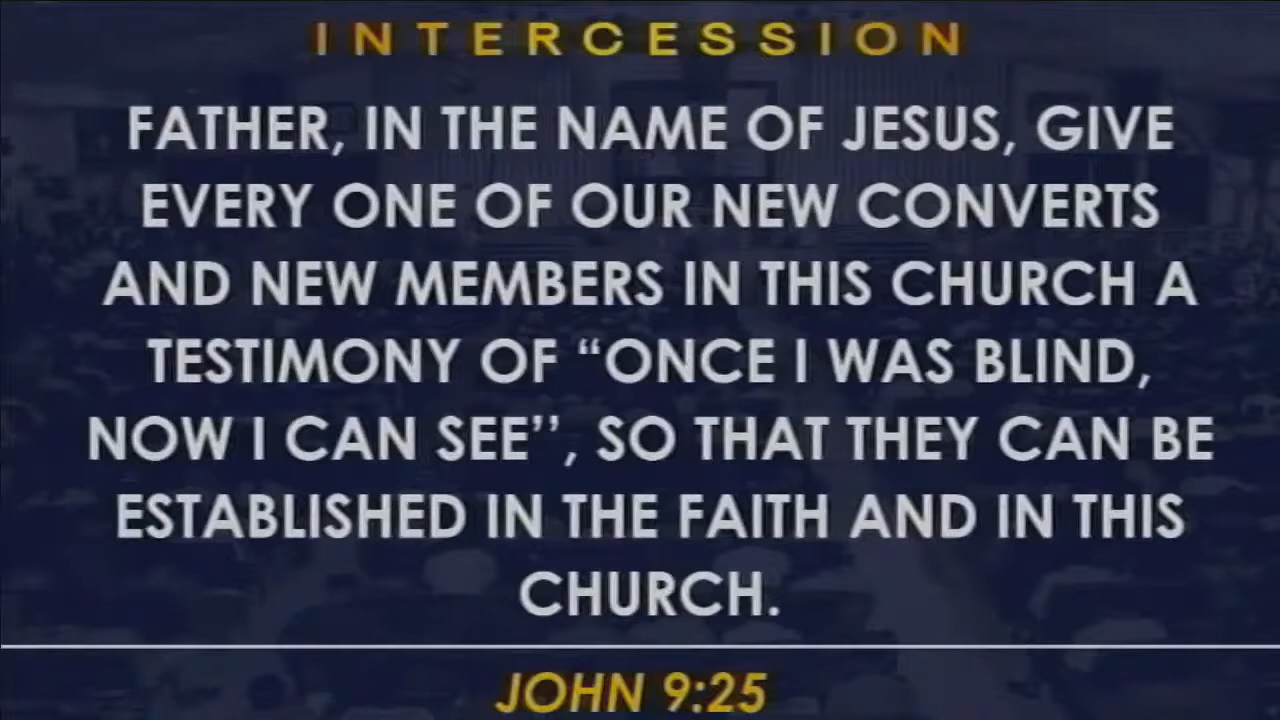 INTERCESSION
FATHER, IN THE NAME OF JESUS, GIVE
EVERY ONE OF OUR NEW CONVERTS
AND NEW MEMBERS IN THIS CHURCH A
TESTIMONY OF “ONCE I WAS BLIND,
NOW I CAN SEE’’, SO THAT THEY CAN BE
ESTABLISHED IN THE FAITH AND IN THIS
CHURCH.
JOHN 9:25